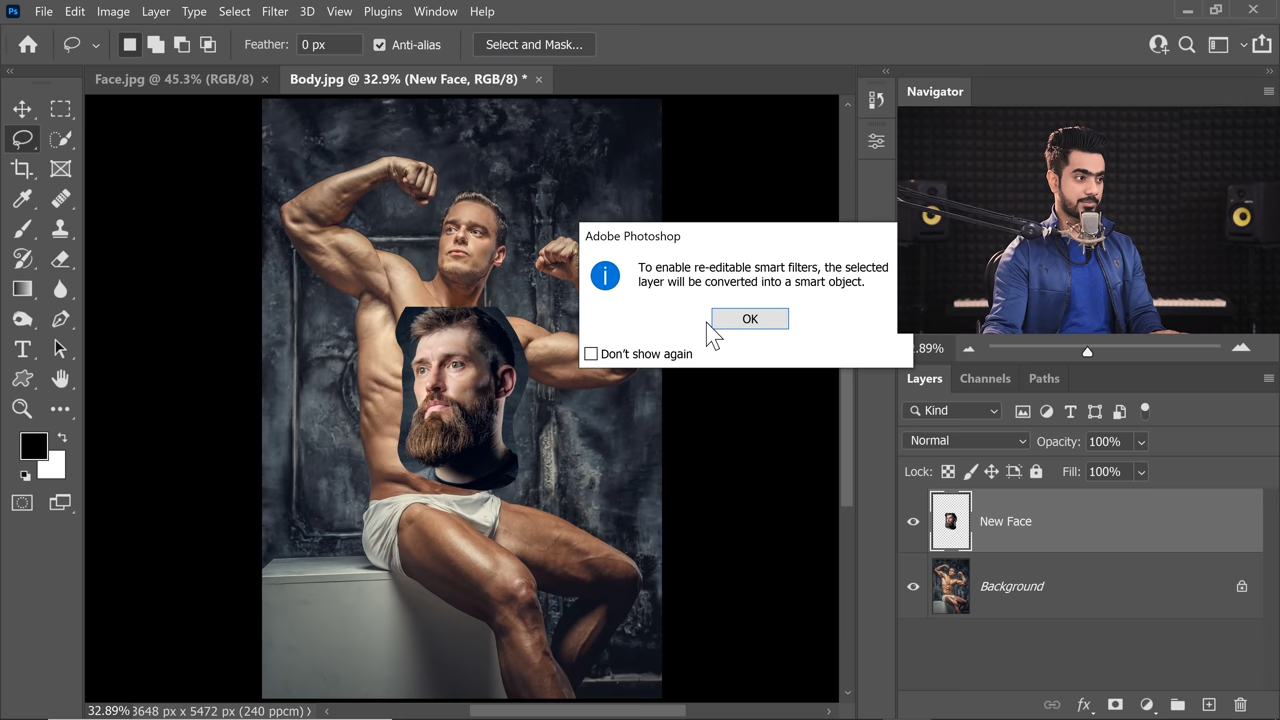 Ps File Edit Image Layer Type Select Filter 3D View Plugins Window Help
Feather: 0 px Anti-alias Select and Mask...
Face.jpg @ 45.3% (RGB/8) × Body.jpg @ 32.9% (New Face, RGB/8) * ×
Navigator
Adobe Photoshop
To enable re-editable smart filters, the selected
layer will be converted into a smart object.
OK
Don't show again
.89%
Layers Channels Paths
Kind
Normal Opacity: 100%
Lock: Fill: 100%
New Face
Background
32.89% 3648 px x 5472 px (240 ppcm)
fx